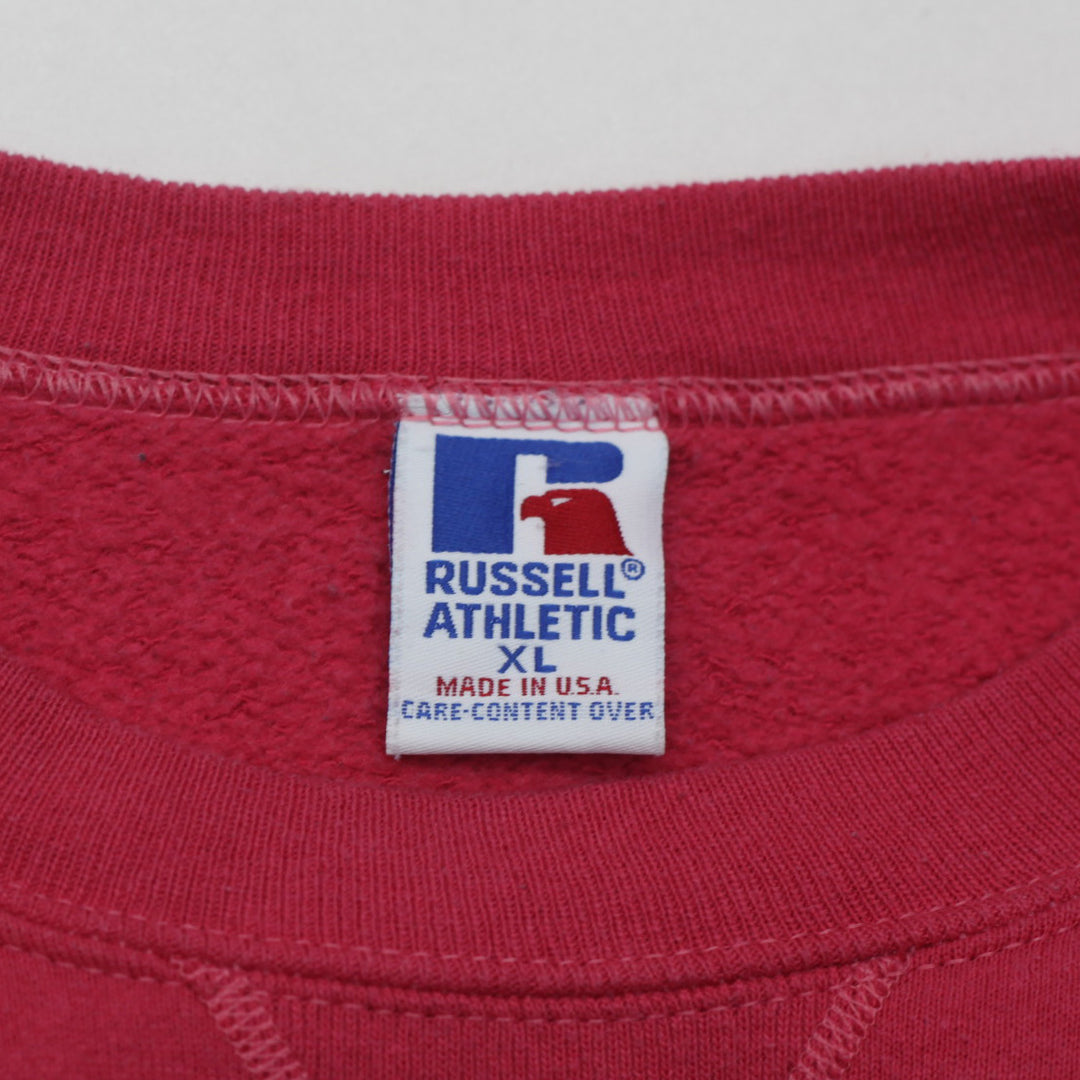 RUSSELL®
ATHLETIC
XL
MADE IN U.S.A.
CARE-CONTENT OVER